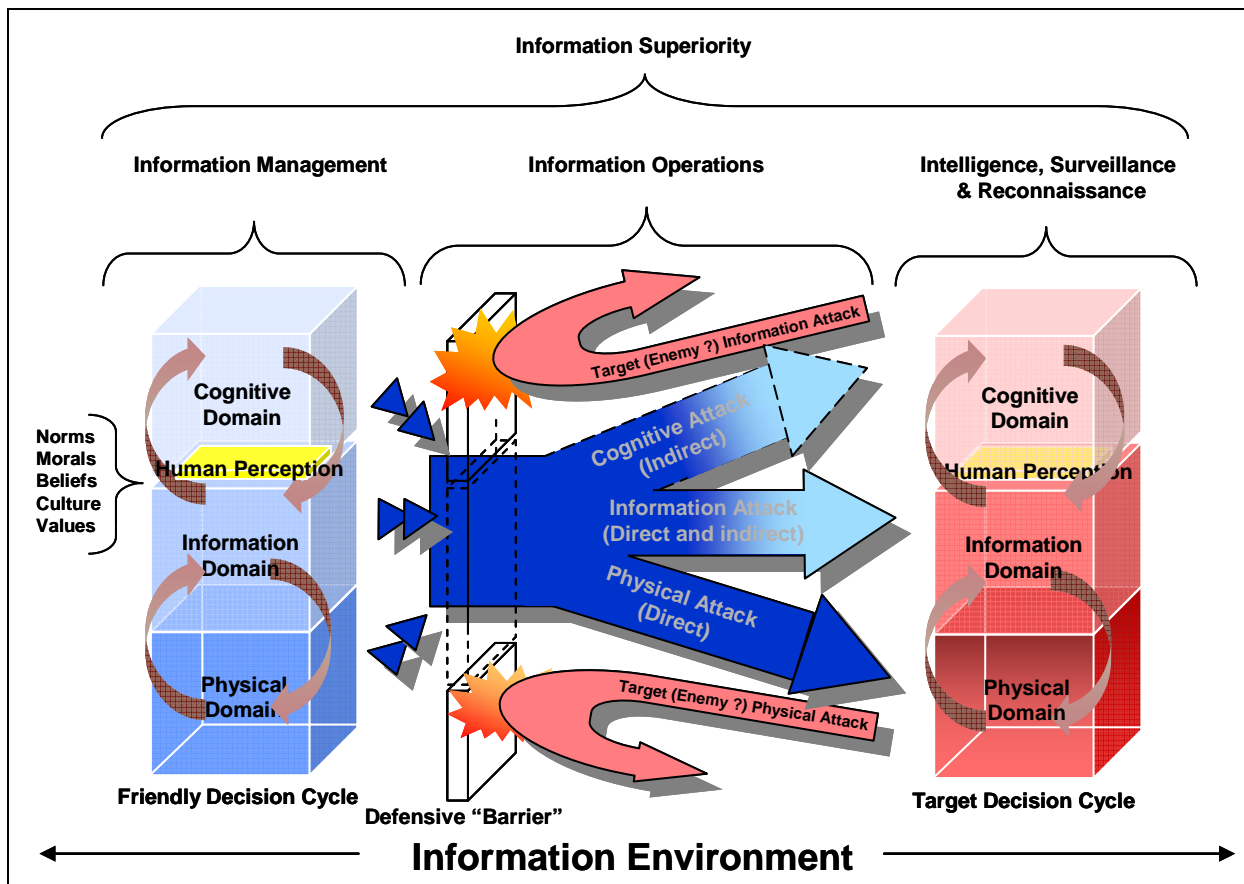 Information Superiority
Information Management
Information Operations
Intelligence, Surveillance
& Reconnaissance
Norms
Morals
Beliefs
Culture
Values
Cognitive
Domain
Human Perception
Information
Domain
Physical
Domain
Friendly Decision Cycle
Target (Enemy ?) Information Attack
Cognitive Attack
(Indirect)
Information Attack
(Direct and indirect)
Physical Attack
(Direct)
Target (Enemy ?) Physical Attack
Defensive “Barrier”
Cognitive
Domain
Human Perception
Information
Domain
Physical
Domain
Target Decision Cycle
Information Environment